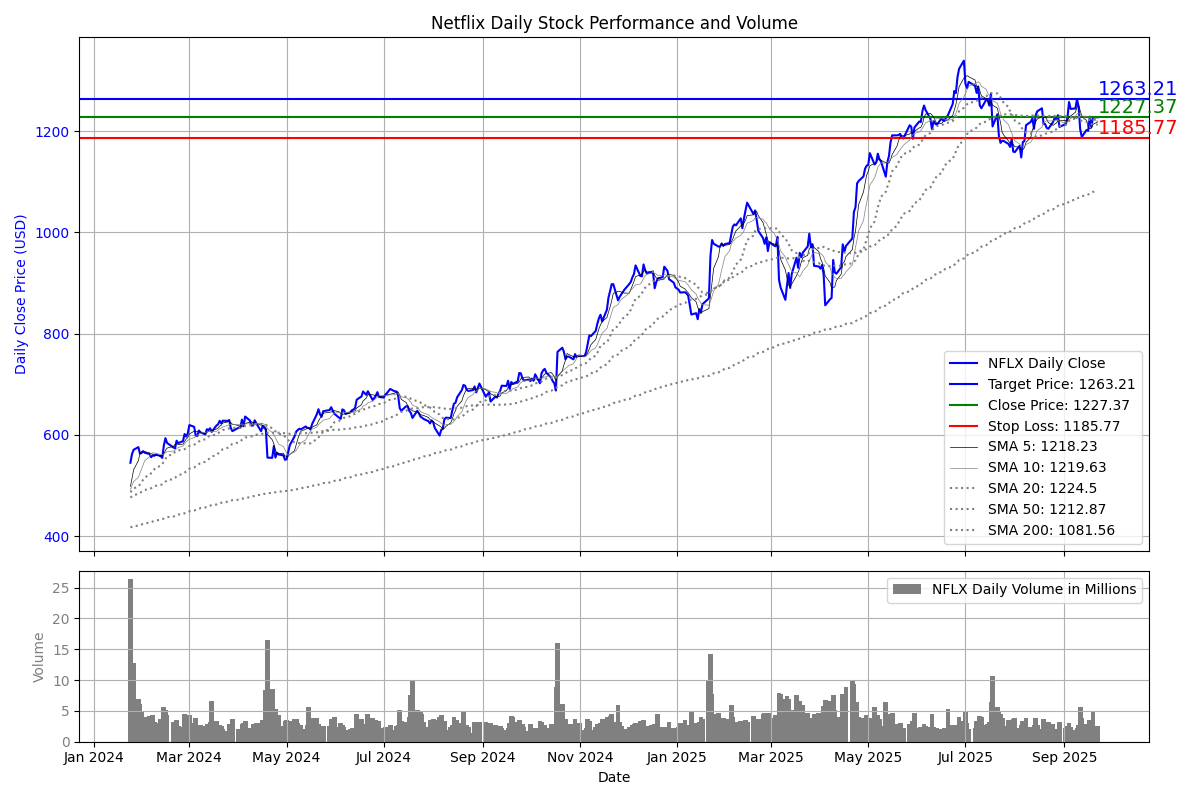 Netflix Daily Stock Performance and Volume
Daily Close Price (USD)
1200
1000
800
600
400
1263.21
1227.37
1185.77
NFLX Daily Close
Target Price: 1263.21
Close Price: 1227.37
Stop Loss: 1185.77
SMA 5: 1218.23
SMA 10: 1219.63
SMA 20: 1224.5
SMA 50: 1212.87
SMA 200: 1081.56
Volume
25
20
15
10
5
0
NFLX Daily Volume in Millions
Jan 2024 Mar 2024 May 2024 Jul 2024 Sep 2024 Nov 2024 Jan 2025 Mar 2025 May 2025 Jul 2025 Sep 2025
Date